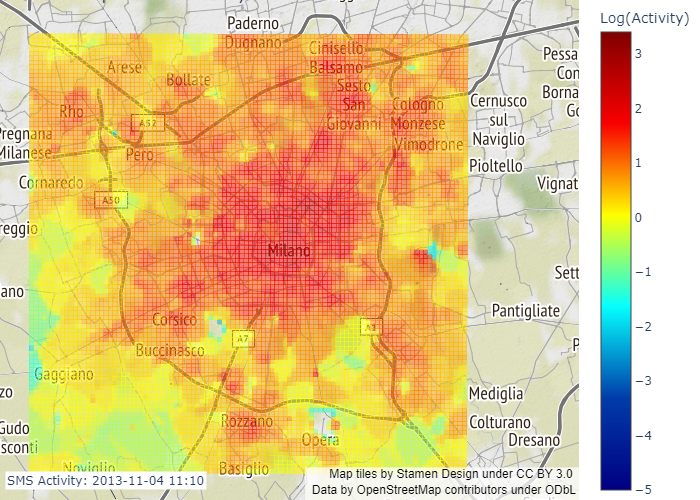 Log(Activity)
3
2
1
0
−1
−2
−3
−4
−5
Paderno
Dugnano
Cinisello
Balsamo
Arese
Bollate
Sesto
San
Giovanni
Cologno
Monzese
Vimodrone
Rho
A52
Pero
Pregnana
Milanese
Cornaredo
A50
Cernusco
sul
Naviglio
Pioltello
Pessa
Con
Borna
Go
Vignat
reggio
Milano
ano
Sett
Corsico
A7
A1
Buccinasco
Pantigliate
P
Gaggiano
zo
Mediglia
Rozzano
Opera
Colturano
Dresano
Gudo
sconti
Noviglio
Basiglio
SMS Activity: 2013-11-04 11:10
Map tiles by Stamen Design under CC BY 3.0
Data by OpenStreetMap contributors under ODbL